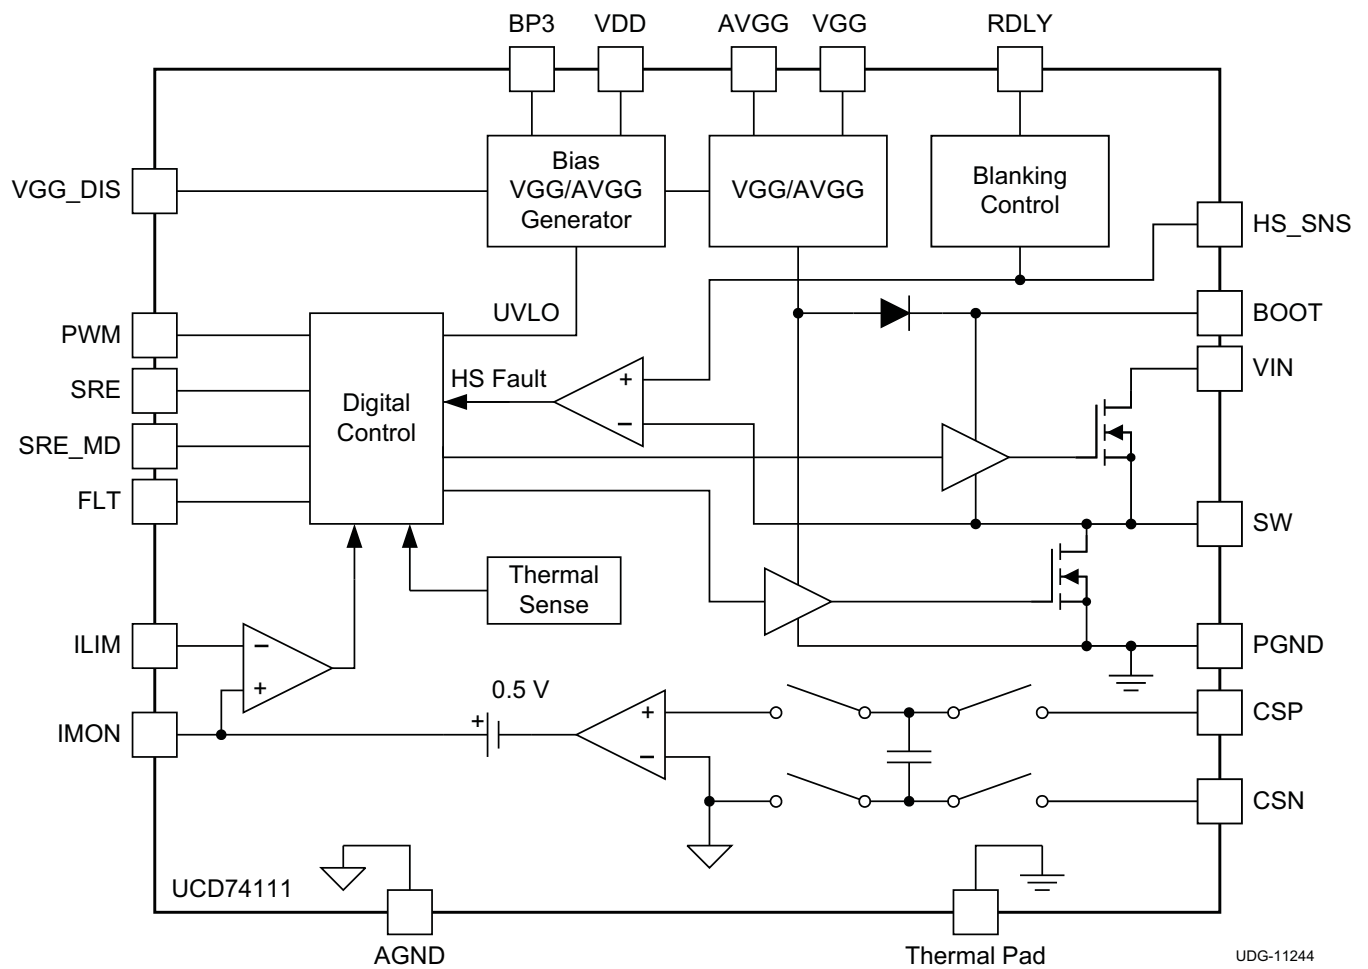 BP3
VDD
AVGG
VGG
RDLY
VGG_DIS
Bias
VGG/AVGG
Generator
VGG/AVGG
Blanking
Control
HS_SNS
UVLO
BOOT
PWM
VIN
SRE
HS Fault
+
−
Digital
Control
SRE_MD
FLT
SW
Thermal
Sense
ILIM
−
+
PGND
0.5 V
CSP
IMON
+
+
−
CSN
UCD74111
AGND
Thermal Pad
UDG-11244